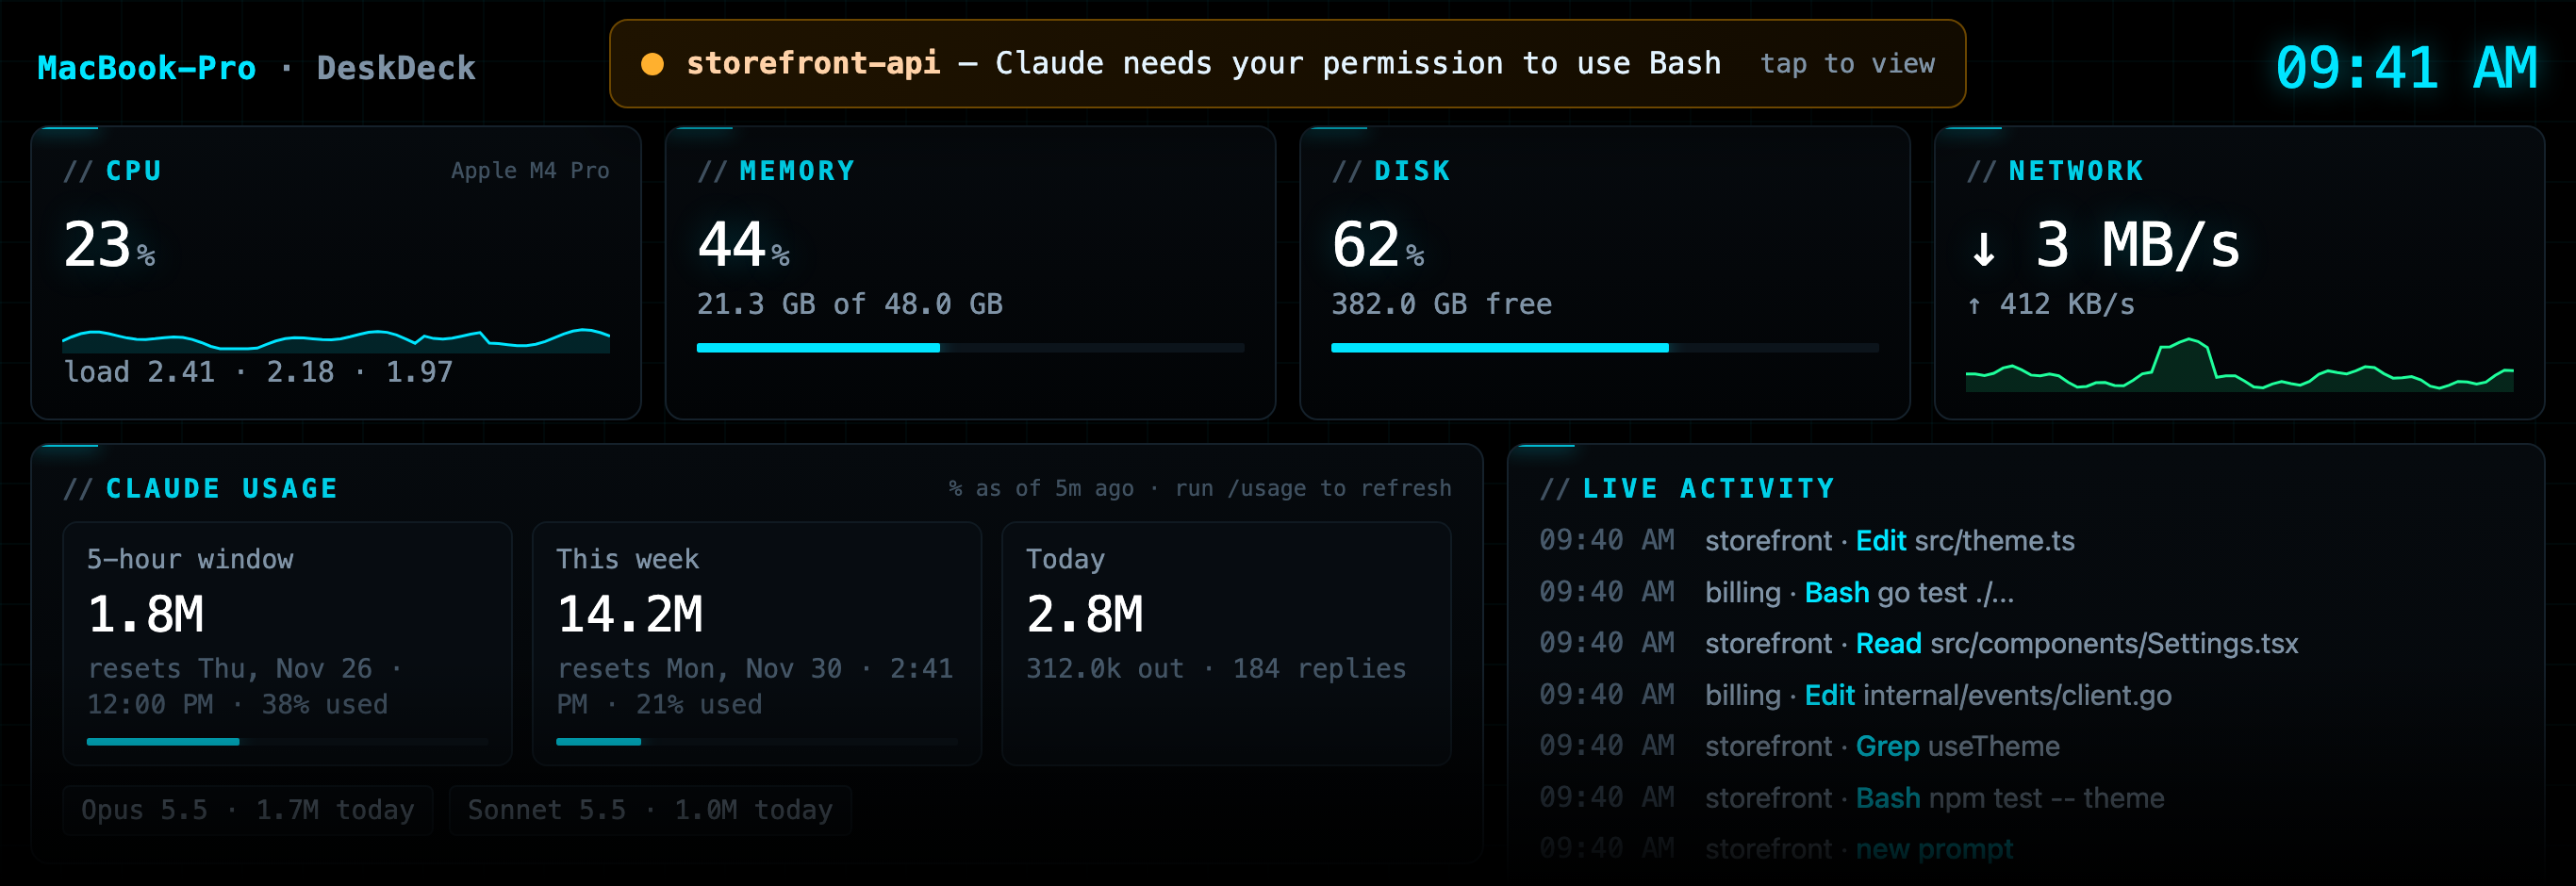 MacBook-Pro · DeskDeck
storefront-api — Claude needs your permission to use Bash tap to view
09:41 AM
// CPU Apple M4 Pro
23%
load 2.41 · 2.18 · 1.97
// MEMORY
44%
21.3 GB of 48.0 GB
// DISK
62%
382.0 GB free
// NETWORK
↓ 3 MB/s
↑ 412 KB/s
// CLAUDE USAGE % as of 5m ago · run /usage to refresh
5-hour window
1.8M
resets Thu, Nov 26 ·
12:00 PM · 38% used
This week
14.2M
resets Mon, Nov 30 · 2:41
PM · 21% used
Today
2.8M
312.0k out · 184 replies
Opus 5.5 · 1.7M today
Sonnet 5.5 · 1.0M today
// LIVE ACTIVITY
09:40 AM storefront · Edit src/theme.ts
09:40 AM billing · Bash go test ./...
09:40 AM storefront · Read src/components/Settings.tsx
09:40 AM billing · Edit internal/events/client.go
09:40 AM storefront · Grep useTheme
09:40 AM storefront · Bash npm test -- theme
09:40 AM storefront · new prompt